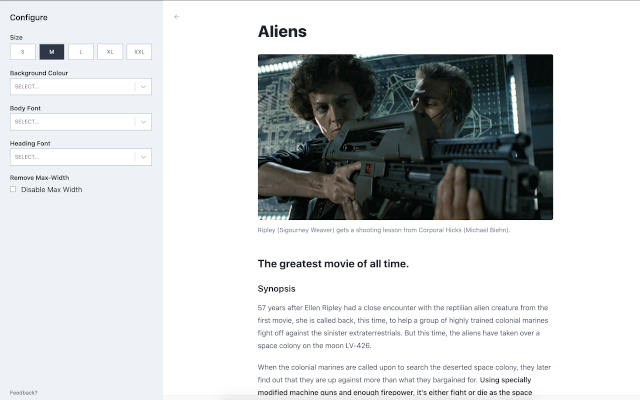 Configure
Size
S M L XL XXL
Background Colour
SELECT...
Body Font
SELECT...
Heading Font
SELECT...
Remove Max-Width
Disable Max Width
Feedback?
←
Aliens
Ripley (Sigourney Weaver) gets a shooting lesson from Corporal Hicks (Michael Biehn).
The greatest movie of all time.
Synopsis
57 years after Ellen Ripley had a close encounter with the reptilian alien creature from the
first movie, she is called back, this time, to help a group of highly trained colonial marines
fight off against the sinister extraterrestrials. But this time, the aliens have taken over a
space colony on the moon LV-426.
When the colonial marines are called upon to search the deserted space colony, they later
find out that they are up against more than what they bargained for. Using specially
modified machine guns and enough firepower, it's either fight or die as the space